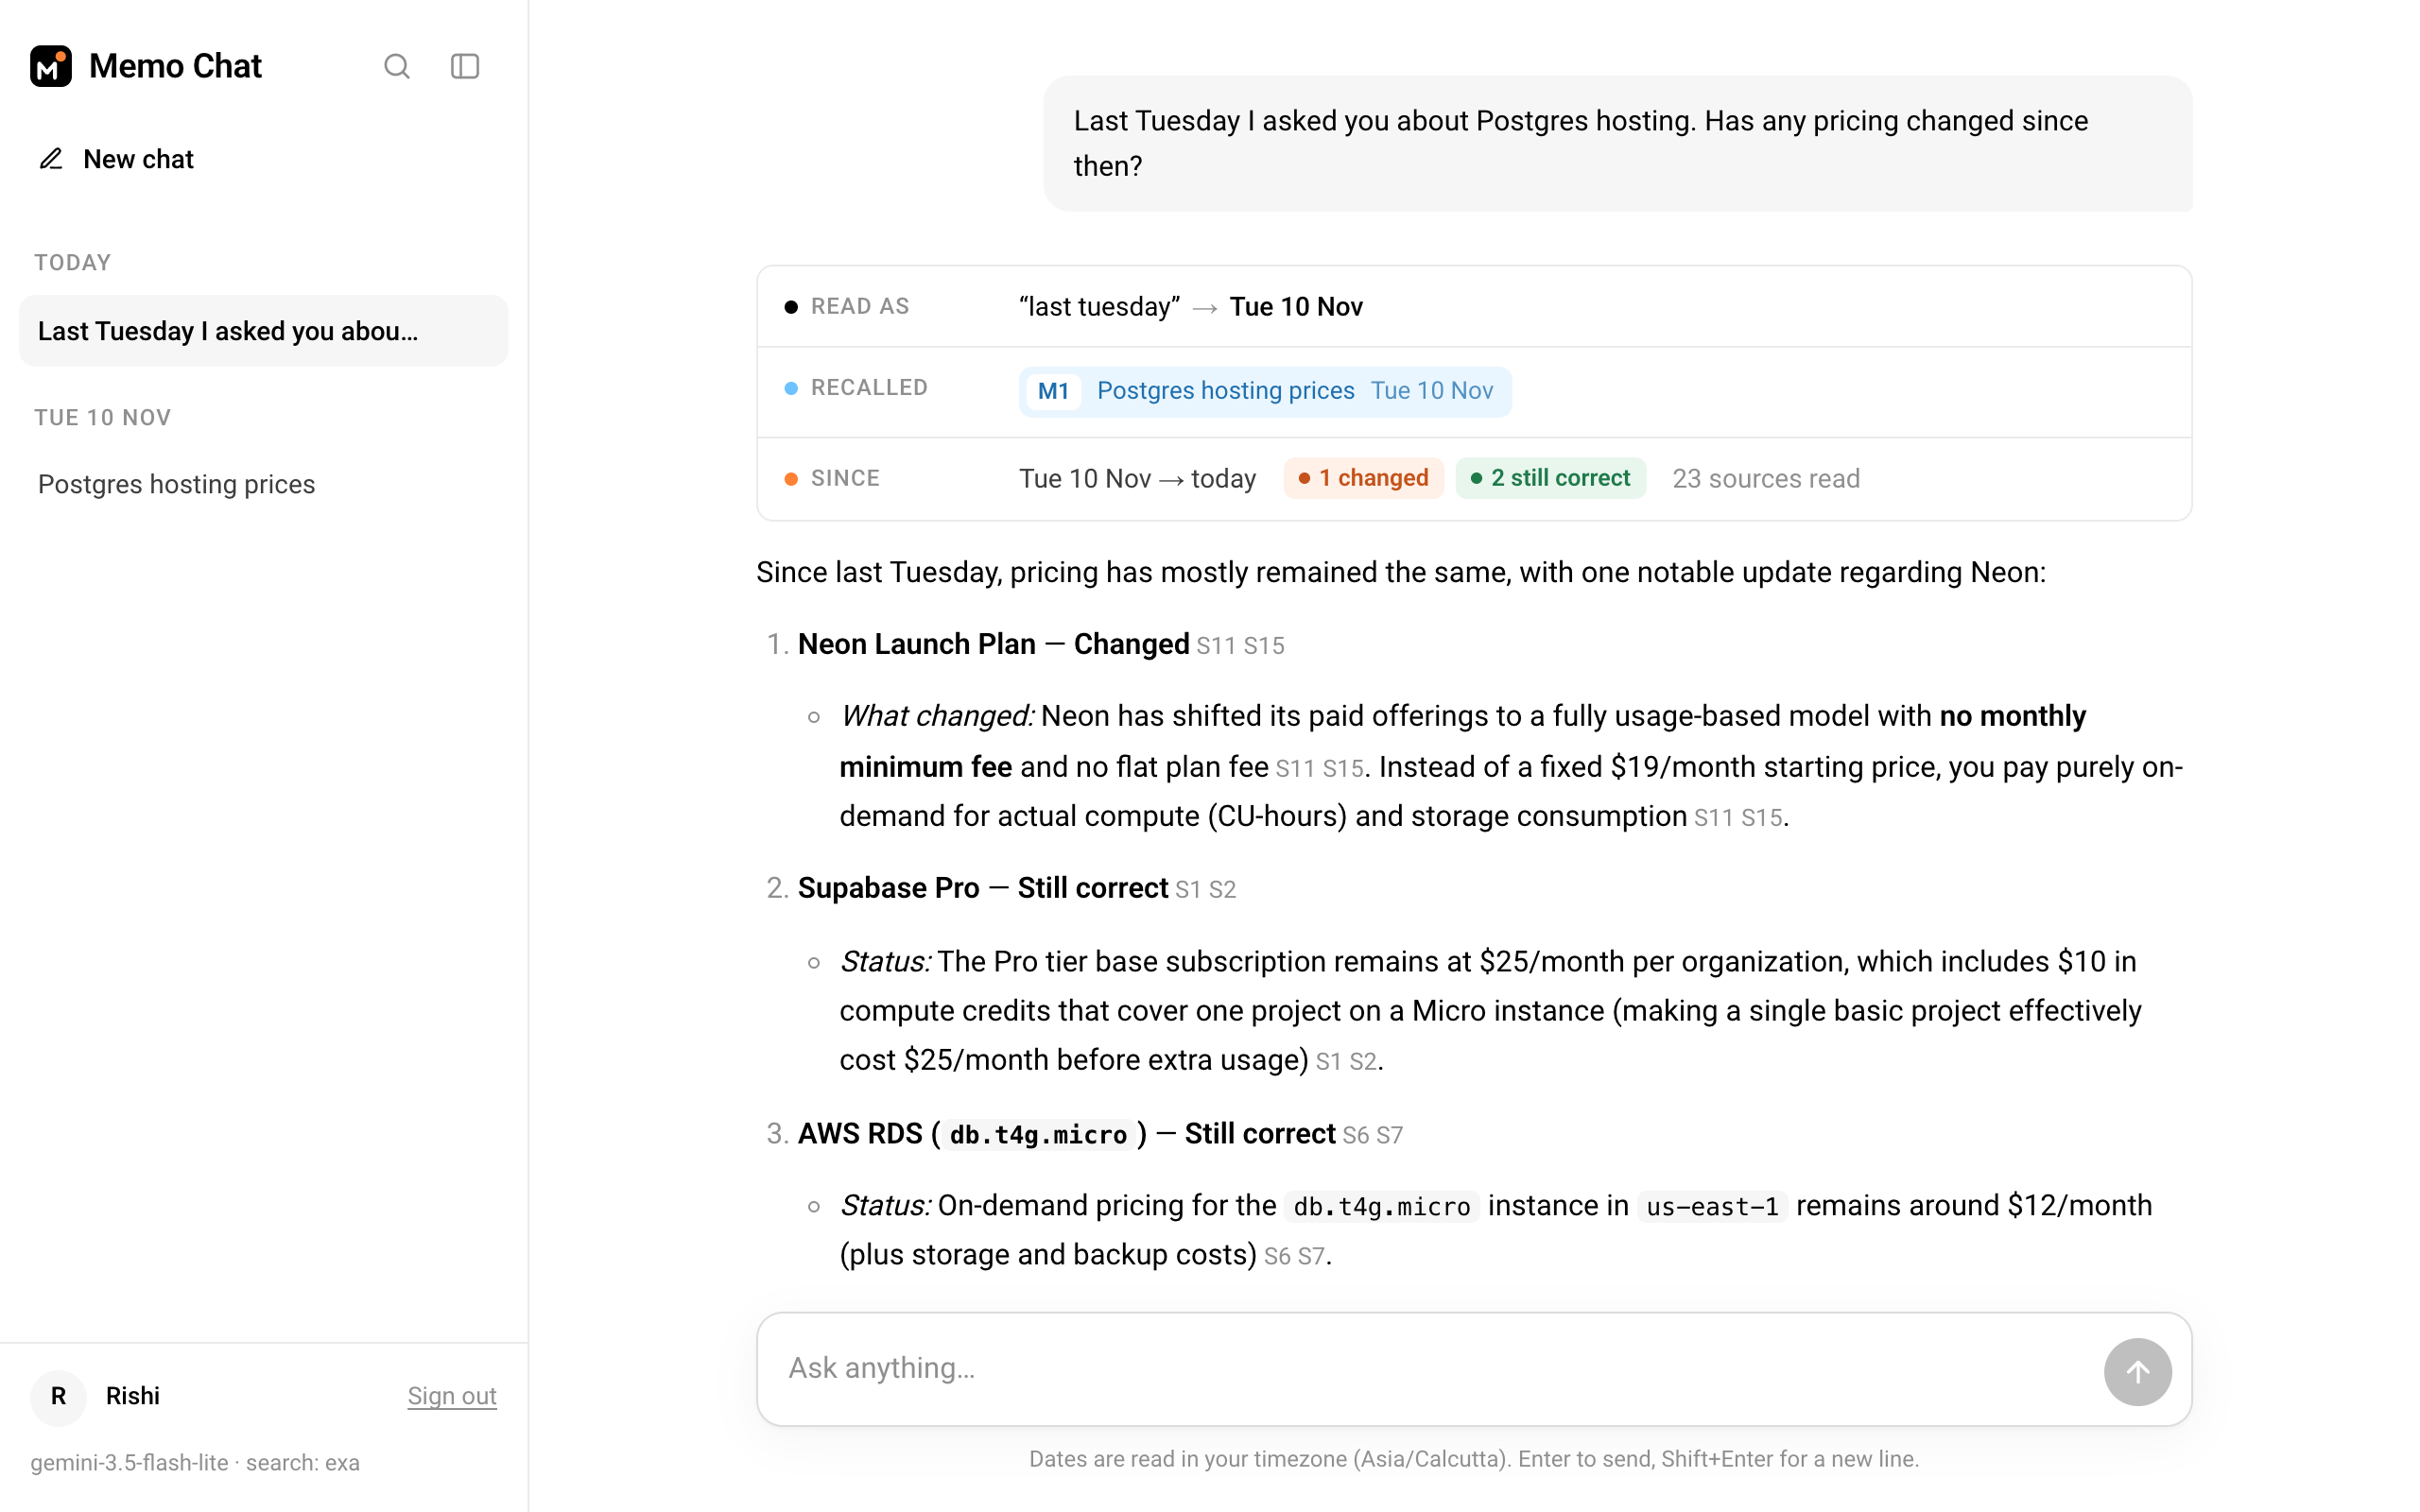 Memo Chat
New chat
TODAY
Last Tuesday I asked you abou...
TUE 10 NOV
Postgres hosting prices
R
Rishi
Sign out
gemini-3.5-flash-lite · search: exa
Last Tuesday I asked you about Postgres hosting. Has any pricing changed since
then?
READ AS
“last tuesday” → Tue 10 Nov
RECALLED
M1 Postgres hosting prices Tue 10 Nov
SINCE
Tue 10 Nov → today 1 changed 2 still correct 23 sources read
Since last Tuesday, pricing has mostly remained the same, with one notable update regarding Neon:
1. Neon Launch Plan — Changed S11 S15
What changed: Neon has shifted its paid offerings to a fully usage-based model with no monthly
minimum fee and no flat plan fee S11 S15. Instead of a fixed $19/month starting price, you pay purely on-
demand for actual compute (CU-hours) and storage consumption S11 S15.
2. Supabase Pro — Still correct S1 S2
Status: The Pro tier base subscription remains at $25/month per organization, which includes $10 in
compute credits that cover one project on a Micro instance (making a single basic project effectively
cost $25/month before extra usage) S1 S2.
3. AWS RDS (db.t4g.micro) — Still correct S6 S7
Status: On-demand pricing for the db.t4g.micro instance in us-east-1 remains around $12/month
(plus storage and backup costs) S6 S7.
Ask anything...
Dates are read in your timezone (Asia/Calcutta). Enter to send, Shift+Enter for a new line.